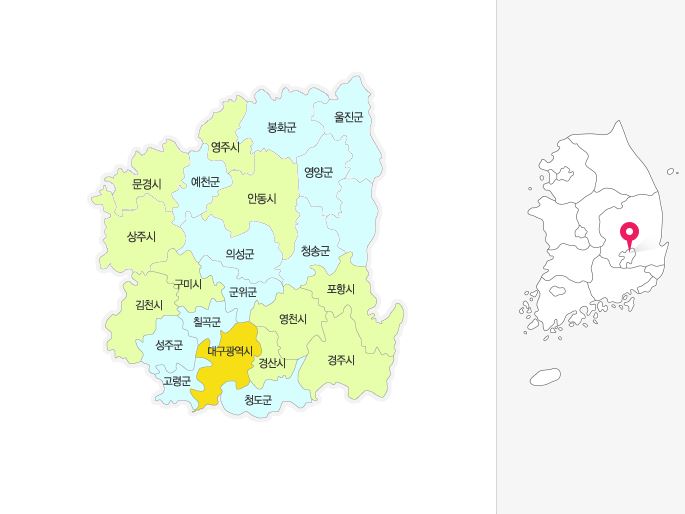 울진군
봉화군
영주시
영양군
문경시
예천군
안동시
상주시
의성군
청송군
구미시
군위군
포항시
김천시
칠곡군
영천시
성주군
대구광역시
경산시
경주시
고령군
청도군